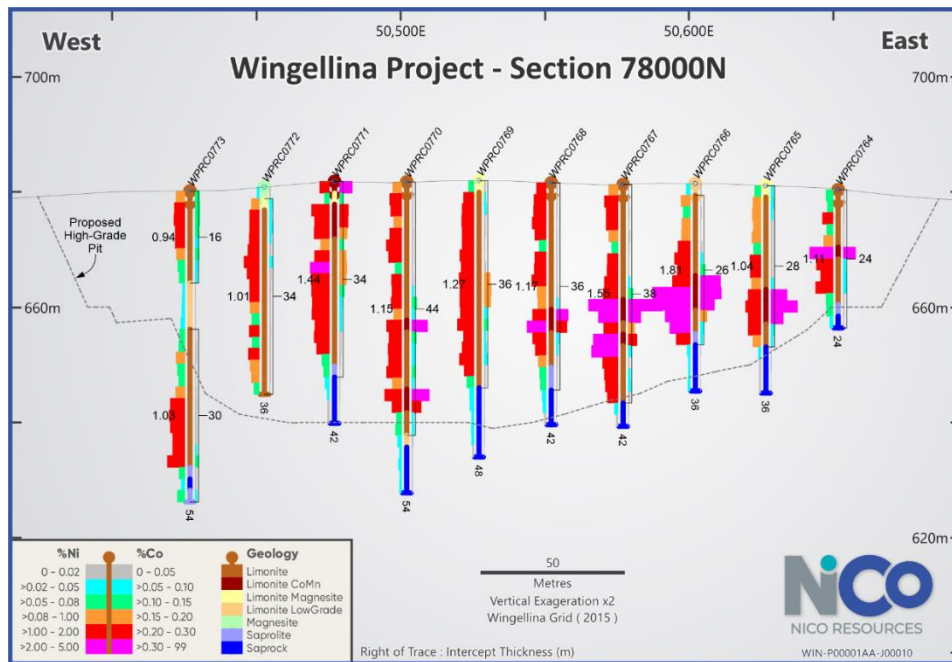 West
50,500E
50,600E
East
Wingellina Project - Section 78000N
700m
700m
WPRC0773
WPRC0772
WPRC0771
WPRC0770
WPRC0769
WPRC0768
WPRC0767
WPRC0766
WPRC0765
WPRC0764
Proposed
High-Grade
Pit
0.94
16
1.01
34
1.44
34
1.15
44
1.27
36
1.17
36
1.55
38
1.81
26
1.04
28
1.11
24
660m
660m
1.03
30
54
36
42
54
48
42
42
36
36
24
620m
%Ni
%Co
Geology
0 - 0.02
0 - 0.05
Limonite
>0.02 - 0.05
>0.05 - 0.10
Limonite CoMn
>0.05 - 0.08
>0.10 - 0.15
Limonite Magnesite
>0.08 - 1.00
>0.15 - 0.20
Limonite LowGrade
>1.00 - 2.00
>0.20 - 0.30
Magnesite
>2.00 - 5.00
>0.30 - 99
Saprolite
Saprock
50
Metres
Vertical Exageration x2
Wingellina Grid ( 2015 )
Right of Trace : Intercept Thickness (m)
NiCo
NICO RESOURCES
WIN-P00001AA-J00010